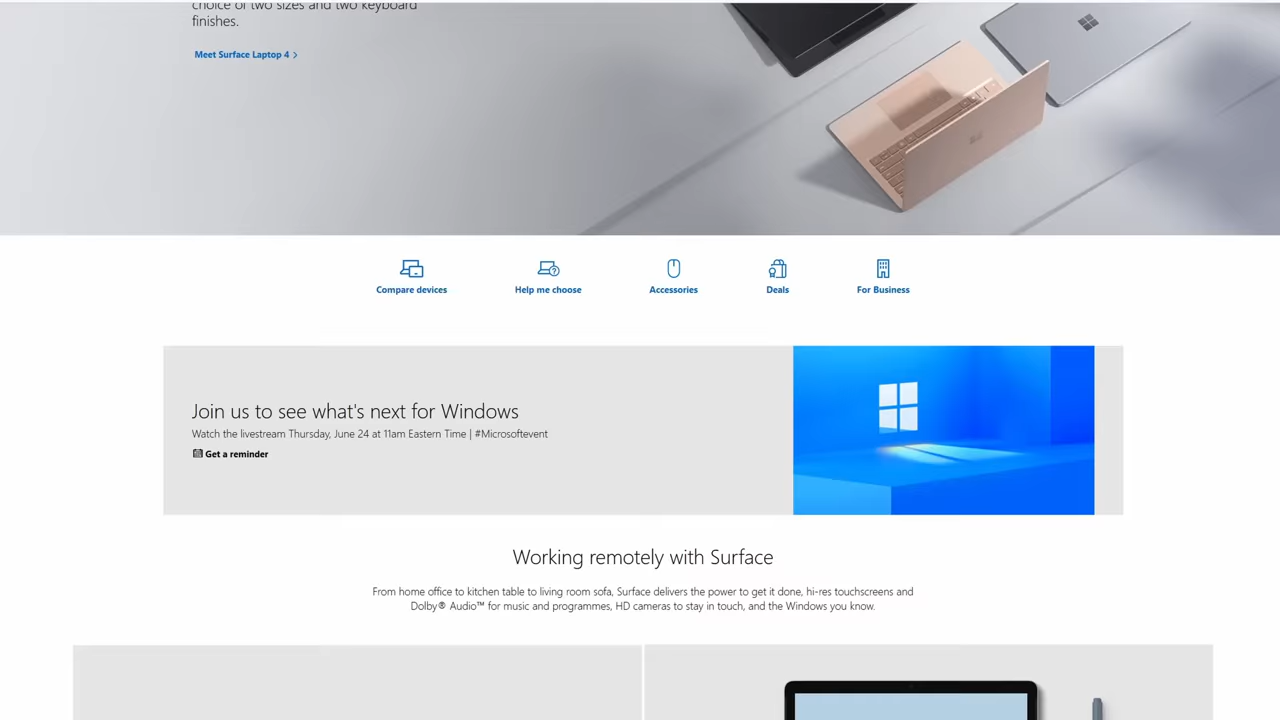 choice of two sizes and two keyboard
finishes.
Meet Surface Laptop 4
Compare devices
Help me choose
Accessories
Deals
For Business
Join us to see what's next for Windows
Watch the livestream Thursday, June 24 at 11am Eastern Time | #Microsoftevent
Get a reminder
Working remotely with Surface
From home office to kitchen table to living room sofa, Surface delivers the power to get it done, hi-res touchscreens and
Dolby® Audio™ for music and programmes, HD cameras to stay in touch, and the Windows you know.